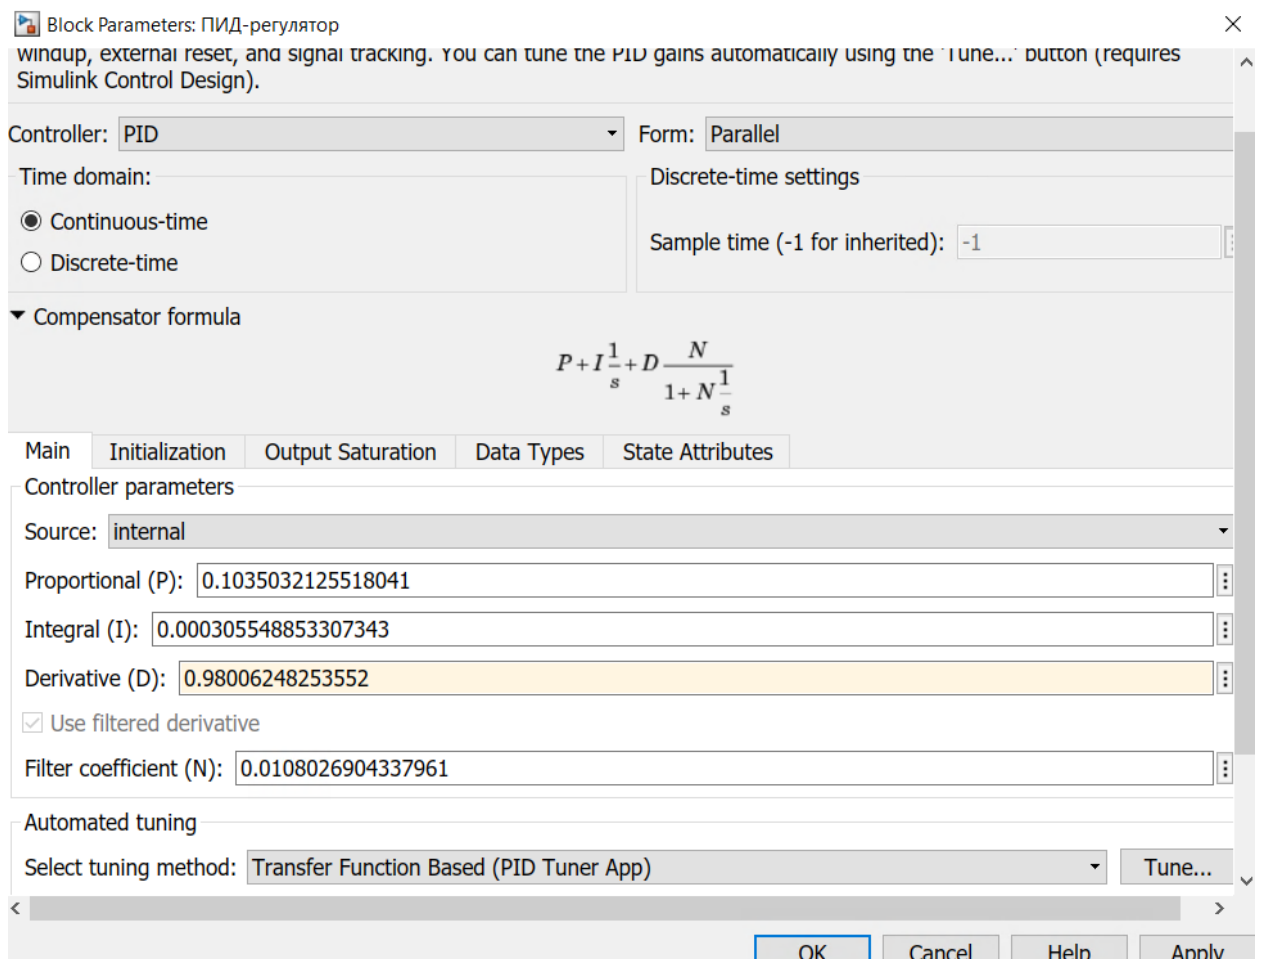 Block Parameters: ПИД-регулятор
windup, external reset, and signal tracking. You can tune the PID gains automatically using the 'Tune...' button (requires
Simulink Control Design).
Controller: PID Form: Parallel
Time domain: Discrete-time settings
Continuous-time
Sample time (-1 for inherited): -1
Discrete-time
Compensator formula
P + I 1/s + D N/(1 + N 1/s)
Main Initialization Output Saturation Data Types State Attributes
Controller parameters
Source: internal
Proportional (P): 0.1035032125518041
Integral (I): 0.000305548853307343
Derivative (D): 0.98006248253552
Use filtered derivative
Filter coefficient (N): 0.0108026904337961
Automated tuning
Select tuning method: Transfer Function Based (PID Tuner App) Tune...
OK Cancel Help Apply